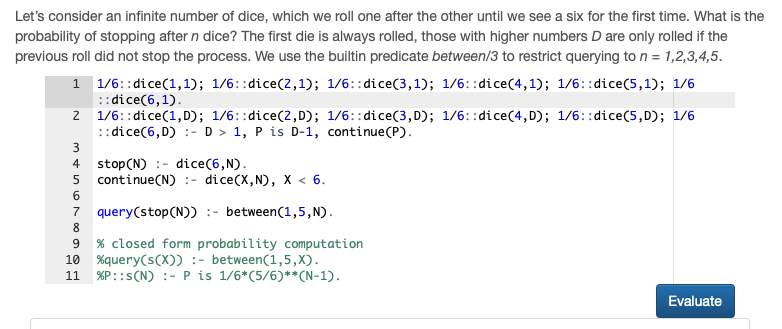 Let's consider an infinite number of dice, which we roll one after the other until we see a six for the first time. What is the
probability of stopping after n dice? The first die is always rolled, those with higher numbers D are only rolled if the
previous roll did not stop the process. We use the builtin predicate between/3 to restrict querying to n = 1,2,3,4,5.
1 1/6::dice(1,1); 1/6::dice(2,1); 1/6::dice(3,1); 1/6::dice(4,1); 1/6::dice(5,1); 1/6
::dice(6,1).
2 1/6::dice(1,D); 1/6::dice(2,D); 1/6::dice(3,D); 1/6::dice(4,D); 1/6::dice(5,D); 1/6
::dice(6,D) :- D > 1, P is D-1, continue(P).
3
4 stop(N) :- dice(6,N).
5 continue(N) :- dice(X,N), X < 6.
6
7 query(stop(N)) :- between(1,5,N).
8
9 % closed form probability computation
10 %query(s(X)) :- between(1,5,X).
11 %P::s(N) :- P is 1/6*(5/6)**(N-1).
Evaluate